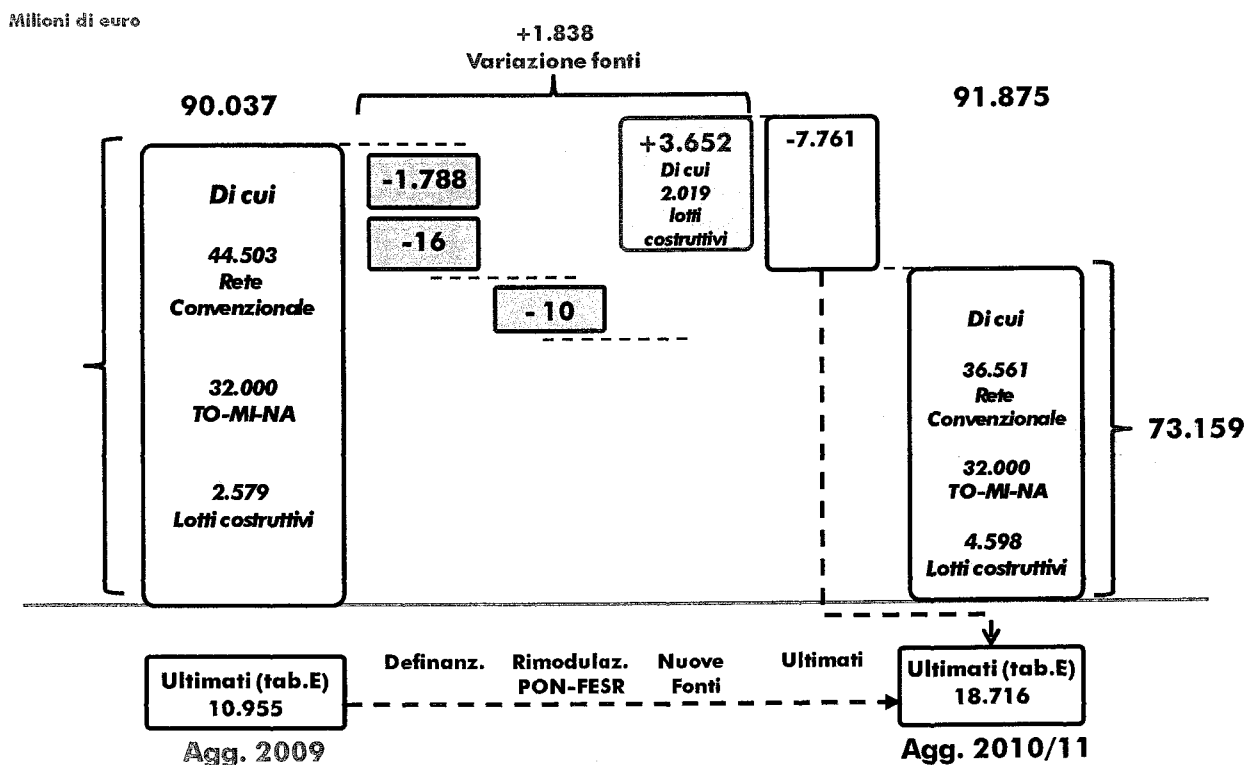 Milioni di euro
+1.838
Variazione fonti
90.037
91.875
Di cui
44.503
Rete
Convenzionale
32.000
TO-MI-NA
2.579
Lotti costruttivi
-1.788
-16
- 10
+3.652
Di cui
2.019
lotti
costruttivi
-7.761
Di cui
36.561
Rete
Convenzionale
32.000
TO-MI-NA
4.598
Lotti costruttivi
73.159
Ultimati (tab.E)
10.955
Definanz.
Rimodulaz.
PON-FESR
Nuove
Fonti
Ultimati
Ultimati (tab.E)
18.716
Agg. 2009
Agg. 2010/11